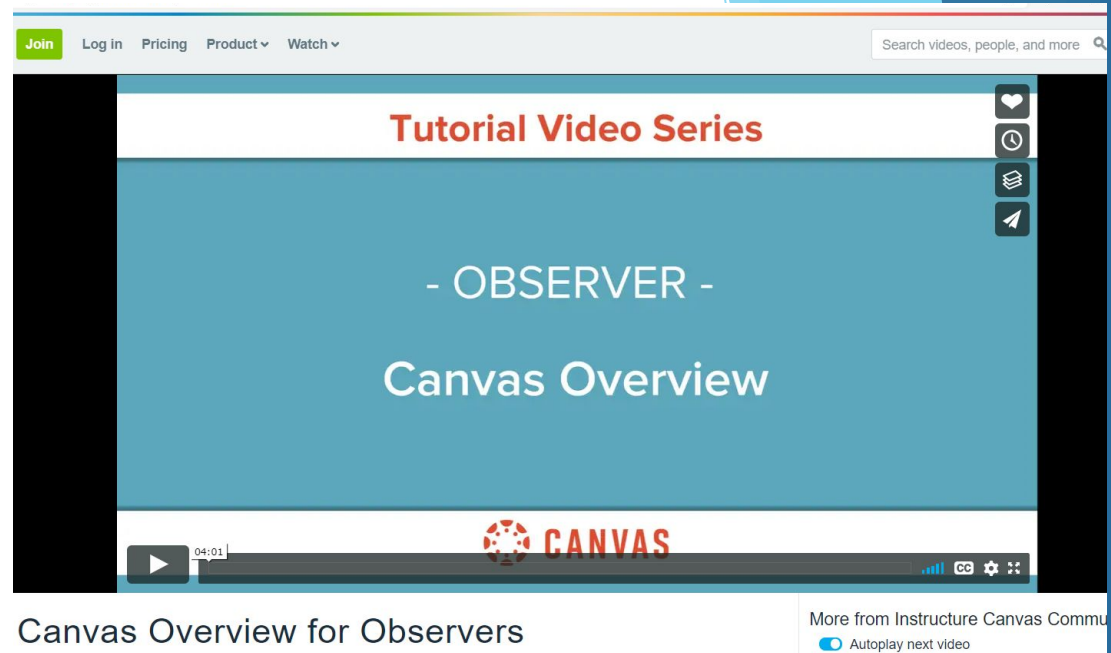 Join Log in Pricing Product Watch Search videos, people, and more
Tutorial Video Series
- OBSERVER -
Canvas Overview
CANVAS
04:01
CC
Canvas Overview for Observers
More from Instructure Canvas Commu
Autoplay next video